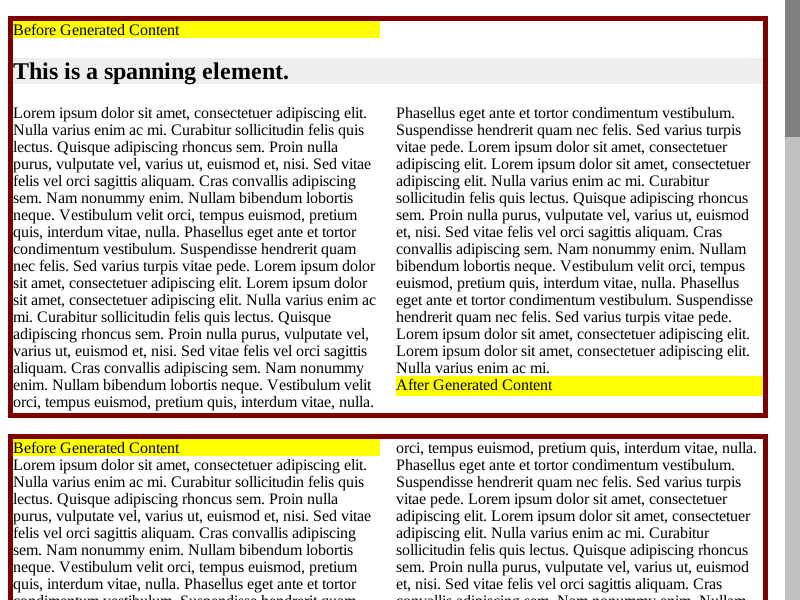 Before Generated Content
This is a spanning element.
Lorem ipsum dolor sit amet, consectetuer adipiscing elit.
Nulla varius enim ac mi. Curabitur sollicitudin felis quis
lectus. Quisque adipiscing rhoncus sem. Proin nulla
purus, vulputate vel, varius ut, euismod et, nisi. Sed vitae
felis vel orci sagittis aliquam. Cras convallis adipiscing
sem. Nam nonummy enim. Nullam bibendum lobortis
neque. Vestibulum velit orci, tempus euismod, pretium
quis, interdum vitae, nulla. Phasellus eget ante et tortor
condimentum vestibulum. Suspendisse hendrerit quam
nec felis. Sed varius turpis vitae pede. Lorem ipsum dolor
sit amet, consectetuer adipiscing elit. Lorem ipsum dolor
sit amet, consectetuer adipiscing elit. Nulla varius enim ac
mi. Curabitur sollicitudin felis quis lectus. Quisque
adipiscing rhoncus sem. Proin nulla purus, vulputate vel,
varius ut, euismod et, nisi. Sed vitae felis vel orci sagittis
aliquam. Cras convallis adipiscing sem. Nam nonummy
enim. Nullam bibendum lobortis neque. Vestibulum velit
orci, tempus euismod, pretium quis, interdum vitae, nulla.
Phasellus eget ante et tortor condimentum vestibulum.
Suspendisse hendrerit quam nec felis. Sed varius turpis
vitae pede. Lorem ipsum dolor sit amet, consectetuer
adipiscing elit. Lorem ipsum dolor sit amet, consectetuer
adipiscing elit. Nulla varius enim ac mi. Curabitur
sollicitudin felis quis lectus. Quisque adipiscing rhoncus
sem. Proin nulla purus, vulputate vel, varius ut, euismod
et, nisi. Sed vitae felis vel orci sagittis aliquam. Cras
convallis adipiscing sem. Nam nonummy enim. Nullam
bibendum lobortis neque. Vestibulum velit orci, tempus
euismod, pretium quis, interdum vitae, nulla. Phasellus
eget ante et tortor condimentum vestibulum. Suspendisse
hendrerit quam nec felis. Sed varius turpis vitae pede.
Lorem ipsum dolor sit amet, consectetuer adipiscing elit.
Lorem ipsum dolor sit amet, consectetuer adipiscing elit.
Nulla varius enim ac mi.
After Generated Content
Before Generated Content
Lorem ipsum dolor sit amet, consectetuer adipiscing elit.
Nulla varius enim ac mi. Curabitur sollicitudin felis quis
lectus. Quisque adipiscing rhoncus sem. Proin nulla
purus, vulputate vel, varius ut, euismod et, nisi. Sed vitae
felis vel orci sagittis aliquam. Cras convallis adipiscing
sem. Nam nonummy enim. Nullam bibendum lobortis
neque. Vestibulum velit orci, tempus euismod, pretium
quis, interdum vitae, nulla. Phasellus eget ante et tortor
condimentum vestibulum. Suspendisse hendrerit quam
orci, tempus euismod, pretium quis, interdum vitae, nulla.
Phasellus eget ante et tortor condimentum vestibulum.
Suspendisse hendrerit quam nec felis. Sed varius turpis
vitae pede. Lorem ipsum dolor sit amet, consectetuer
adipiscing elit. Lorem ipsum dolor sit amet, consectetuer
adipiscing elit. Nulla varius enim ac mi. Curabitur
sollicitudin felis quis lectus. Quisque adipiscing rhoncus
sem. Proin nulla purus, vulputate vel, varius ut, euismod
et, nisi. Sed vitae felis vel orci sagittis aliquam. Cras
convallis adipiscing sem. Nam nonummy enim. Nullam